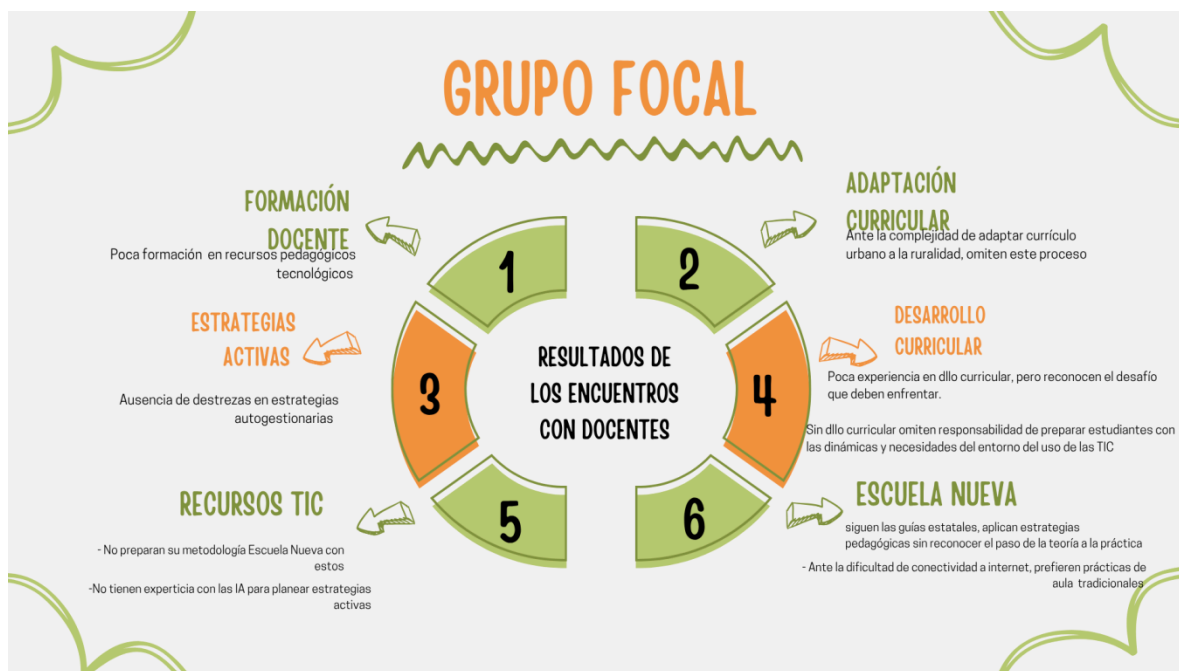 GRUPO FOCAL
FORMACIÓN
DOCENTE
Poca formación en recursos pedagógicos
tecnológicos
1
ADAPTACIÓN
CURRICULAR
Ante la complejidad de adaptar currículo
urbano a la ruralidad, omiten este proceso
2
ESTRATEGIAS
ACTIVAS
Ausencia de destrezas en estrategias
autogestionarias
3
RESULTADOS DE
LOS ENCUENTROS
CON DOCENTES
DESARROLLO
CURRICULAR
Poca experiencia en dllo curricular, pero reconocen el desafío
que deben enfrentar.
Sin dllo curricular omiten responsabilidad de preparar estudiantes con
las dinámicas y necesidades del entorno del uso de las TIC
4
RECURSOS TIC
- No preparan su metodología Escuela Nueva con
estos
-No tienen experticia con las IA para planear estrategias
activas
5
ESCUELA NUEVA
siguen las guías estatales, aplican estrategias
pedagógicas sin reconocer el paso de la teoría a la práctica
- Ante la dificultad de conectividad a internet, prefieren prácticas de
aula tradicionales
6